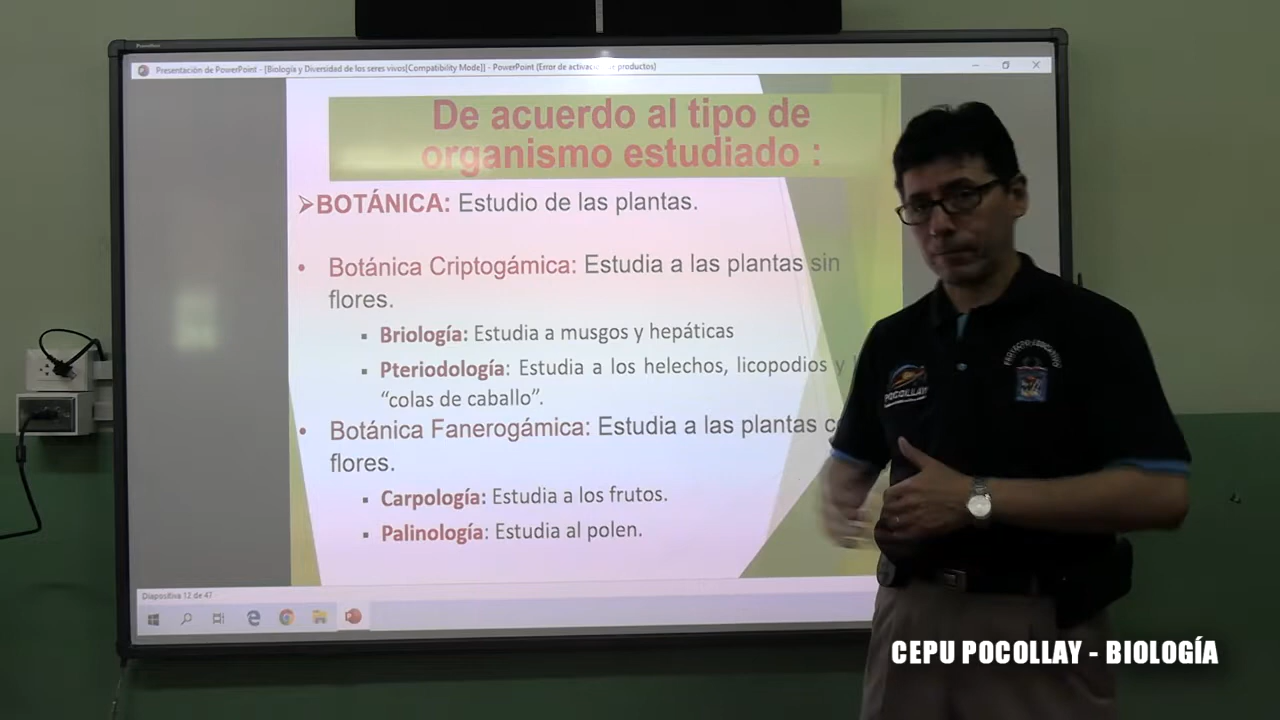 Presentación de PowerPoint - [Biología y Diversidad de los seres vivos[Compatibility Mode]] - PowerPoint (Error de activación productos)
De acuerdo al tipo de
organismo estudiado :
➢BOTÁNICA: Estudio de las plantas.
• Botánica Criptogámica: Estudia a las plantas sin
flores.
▪ Briología: Estudia a musgos y hepáticas
▪ Pteriodología: Estudia a los helechos, licopodios y
“colas de caballo”.
• Botánica Fanerogámica: Estudia a las plantas
flores.
▪ Carpología: Estudia a los frutos.
▪ Palinología: Estudia al polen.
Diapositiva 12 de 47
PROYECTO EDUCATIVO
POCOLLAY
CEPU POCOLLAY - BIOLOGÍA